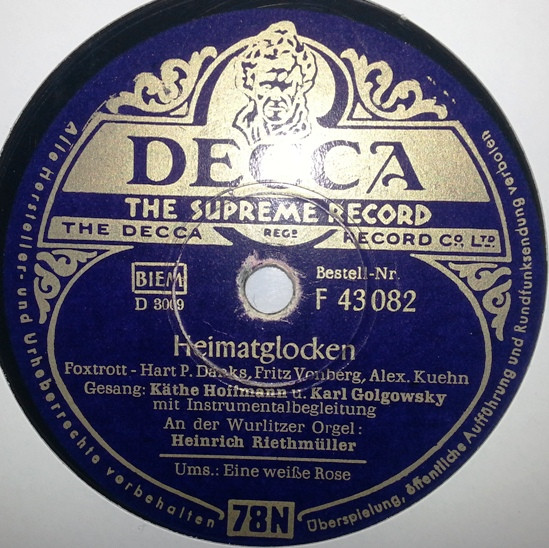 DECCA
THE SUPREME RECORD
THE DECCA REGD RECORD CO. LTD.
BIEM
D 3009
Bestell.-Nr.
F 43082
Heimatglocken
Foxtrott - Hart P. Danks, Fritz Vonberg, Alex. Kuehn
Gesang: Käthe Hoffmann u. Karl Golgowsky
mit Instrumentalbegleitung
An der Wurlitzer Orgel:
Heinrich Riethmüller
Ums.: Eine weiße Rose
78N
Alle Hersteller- und Urheberrechte vorbehalten
Überspielung, öffentliche Aufführung und Rundfunksendung verboten